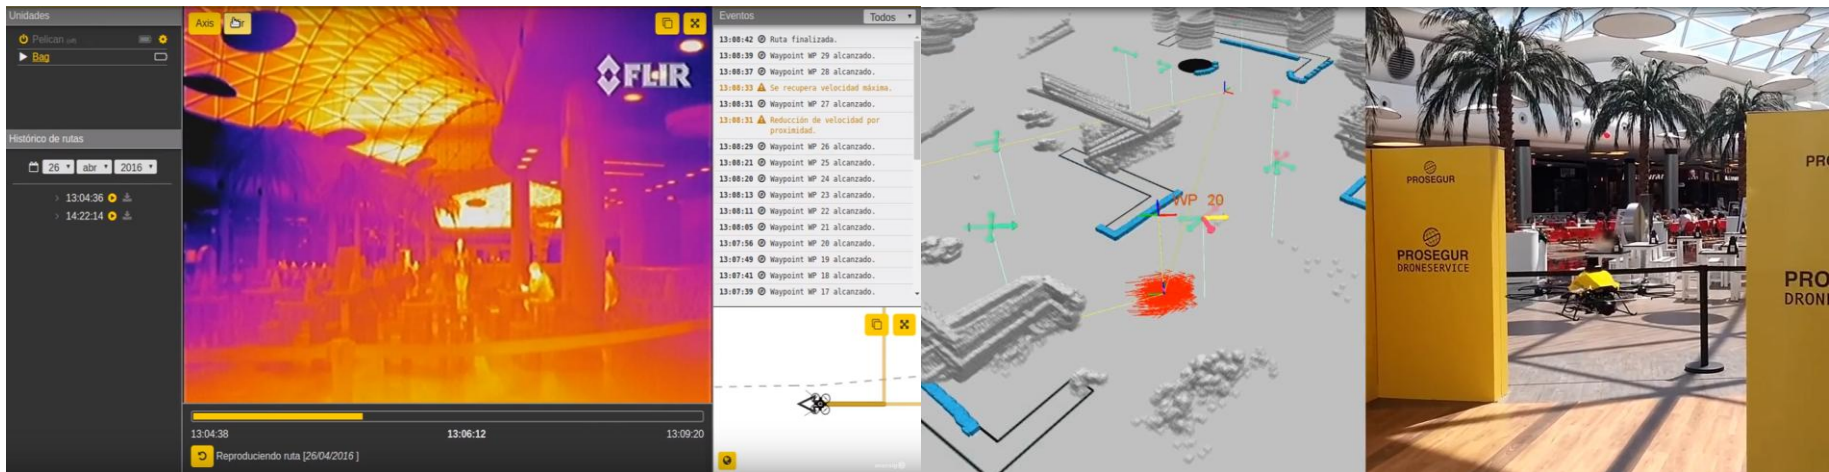 Unidades
Pelican
Bag
Histórico de rutas
26 abr 2016
13:04:36
14:22:14
Axis
FLIR
13:04:38 13:06:12 13:09:20
Reproduciendo ruta [26/04/2016 ]
Eventos Todos
13:08:42 Ruta finalizada.
13:08:39 Waypoint WP 29 alcanzado.
13:08:37 Waypoint WP 28 alcanzado.
13:08:33 Se recupera velocidad máxima.
13:08:31 Waypoint WP 27 alcanzado.
13:08:31 Reducción de velocidad por
proximidad.
13:08:29 Waypoint WP 26 alcanzado.
13:08:21 Waypoint WP 25 alcanzado.
13:08:20 Waypoint WP 24 alcanzado.
13:08:13 Waypoint WP 23 alcanzado.
13:08:11 Waypoint WP 22 alcanzado.
13:08:05 Waypoint WP 21 alcanzado.
13:07:56 Waypoint WP 20 alcanzado.
13:07:49 Waypoint WP 19 alcanzado.
13:07:41 Waypoint WP 18 alcanzado.
13:07:39 Waypoint WP 17 alcanzado.
WP 20
PROSEGUR
PROSEGUR
DRONESERVICE
PR
PRO
DRONE